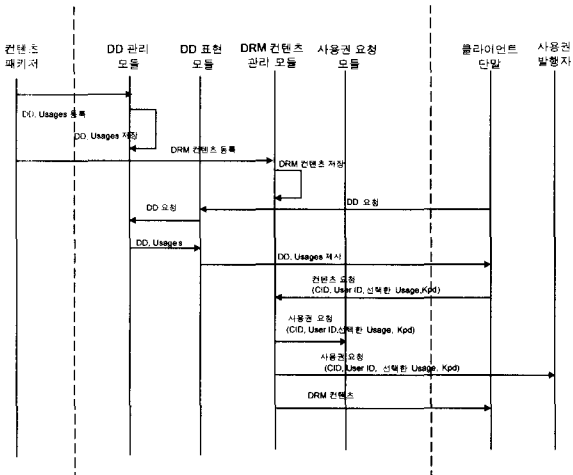 컨텐츠
패키저
DD 관리
모듈
DD 표현
모듈
DRM 컨텐츠
관리 모듈
사용권 요청
모듈
클라이언트
단말
사용권
발행자
DD, Usages 등록
DD, Usages 저장
DRM 컨텐츠 등록
DRM 컨텐츠 저장
DD 요청
DD 요청
DD, Usages
DD, Usages 제시
컨텐츠 요청
(CID, User ID, 선택한 Usage,Kpd)
사용권 요청
(CID, User ID,선택한 Usage, Kpd)
사용권 요청
(CID, User ID, 선택한 Usage, Kpd)
DRM 컨텐츠